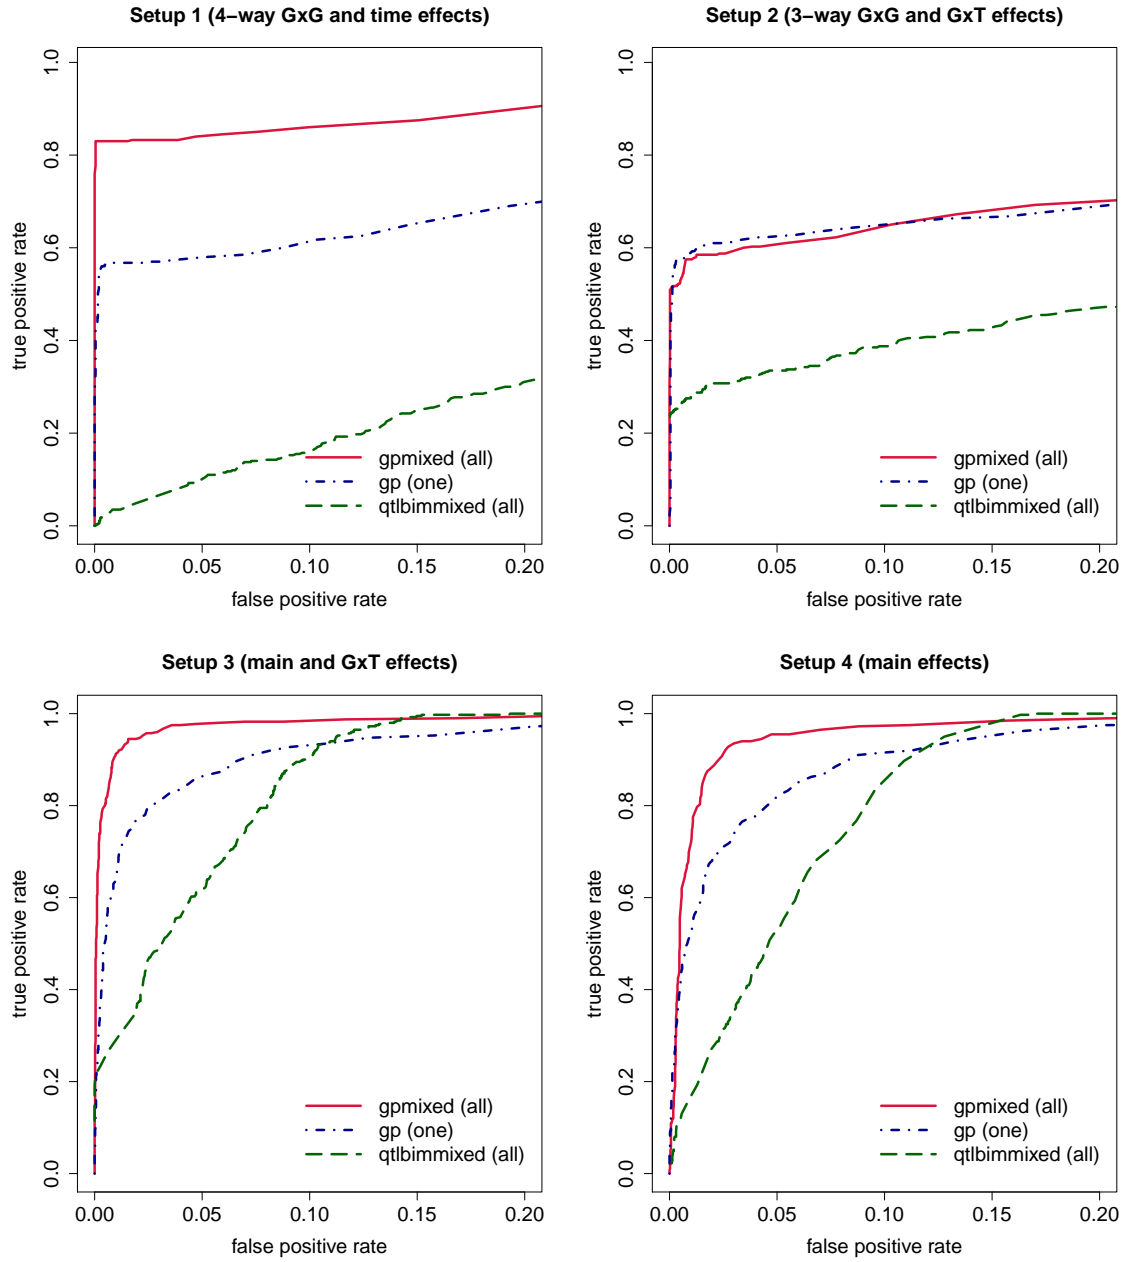 Setup 1 (4−way GxG and time effects)
true positive rate
1.0
0.8
0.6
0.4
0.2
0.0
gpmixed (all)
gp (one)
qtlbimmixed (all)
0.00 0.05 0.10 0.15 0.20
false positive rate
Setup 2 (3−way GxG and GxT effects)
true positive rate
1.0
0.8
0.6
0.4
0.2
0.0
gpmixed (all)
gp (one)
qtlbimmixed (all)
0.00 0.05 0.10 0.15 0.20
false positive rate
Setup 3 (main and GxT effects)
true positive rate
1.0
0.8
0.6
0.4
0.2
0.0
gpmixed (all)
gp (one)
qtlbimmixed (all)
0.00 0.05 0.10 0.15 0.20
false positive rate
Setup 4 (main effects)
true positive rate
1.0
0.8
0.6
0.4
0.2
0.0
gpmixed (all)
gp (one)
qtlbimmixed (all)
0.00 0.05 0.10 0.15 0.20
false positive rate